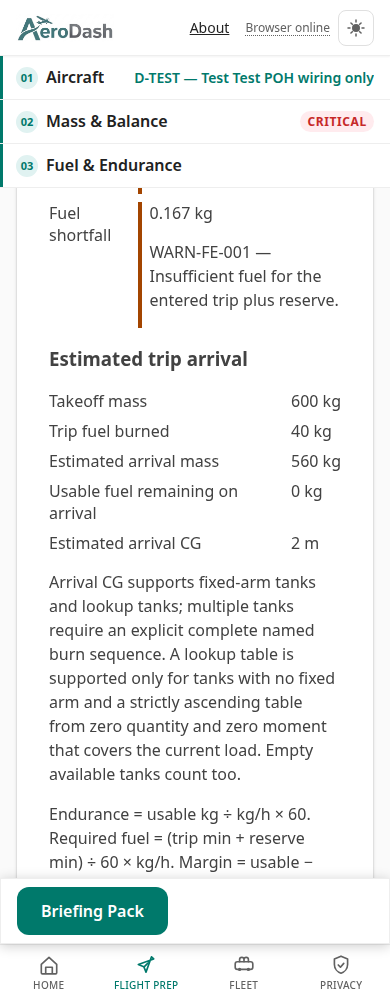 AeroDash
About
Browser online
01 Aircraft D-TEST — Test Test POH wiring only
02 Mass & Balance CRITICAL
03 Fuel & Endurance
Fuel shortfall 0.167 kg
WARN-FE-001 —
Insufficient fuel for the
entered trip plus reserve.
Estimated trip arrival
Takeoff mass 600 kg
Trip fuel burned 40 kg
Estimated arrival mass 560 kg
Usable fuel remaining on 0 kg
arrival
Estimated arrival CG 2 m
Arrival CG supports fixed-arm tanks
and lookup tanks; multiple tanks
require an explicit complete named
burn sequence. A lookup table is
supported only for tanks with no fixed
arm and a strictly ascending table
from zero quantity and zero moment
that covers the current load. Empty
available tanks count too.
Endurance = usable kg ÷ kg/h × 60.
Required fuel = (trip min + reserve
min) ÷ 60 × kg/h. Margin = usable −
Briefing Pack
HOME
FLIGHT PREP
FLEET
PRIVACY